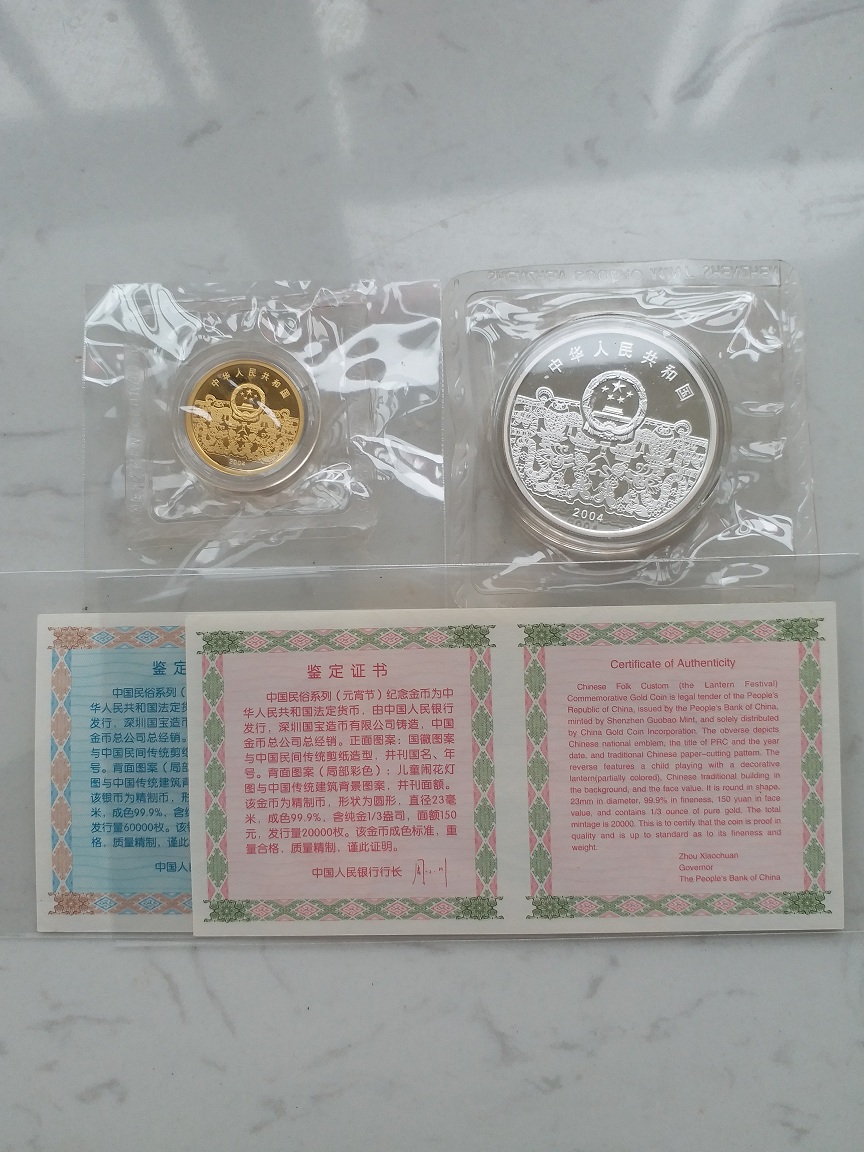 中华人民共和国
2004
中华人民共和国
2004
鉴定
中国民俗系列（
华人民共和国法定货
发行，深圳国宝造币
金币总公司总经销。
与中国民间传统剪纸
号。背面图案（局部
图与中国传统建筑背
该银币为精制币，形
米，成色99.9%，含纯
发行量60000枚。该
格，质量精制，谨此
中国人民
鉴定证书
中国民俗系列（元宵节）纪念金币为中
华人民共和国法定货币，由中国人民银行
发行，深圳国宝造币有限公司铸造，中国
金币总公司总经销。正面图案：国徽图案
与中国民间传统剪纸造型，并刊国名、年
号。背面图案（局部彩色）：儿童闹花灯
图与中国传统建筑背景图案，并刊面额。
该金币为精制币，形状为圆形，直径23毫
米，成色99.9%，含纯金1/3盎司，面额150
元，发行量20000枚。该金币成色标准，重
量合格，质量精制，谨此证明。
中国人民银行行长
Certificate of Authenticity
Chinese Folk Custom (the Lantern Festival)
Commemorative Gold Coin is legal tender of the People's
Republic of China, issued by the People's Bank of China,
minted by Shenzhen Guobao Mint, and solely distributed
by China Gold Coin Incorporation. The obverse depicts
Chinese national emblem, the title of PRC and the year
date, and traditional Chinese paper-cutting pattern. The
reverse features a child playing with a decorative
lantern(partially colored), Chinese traditional building in
the background, and the face value. It is round in shape.
23mm in diameter, 99.9% in fineness, 150 yuan in face
value, and contains 1/3 ounce of pure gold. The total
mintage is 20000. This is to certify that the coin is proof in
quality and is up to standard as to its fineness and
weight.
Zhou Xiaochuan
Governor
The People's Bank of China